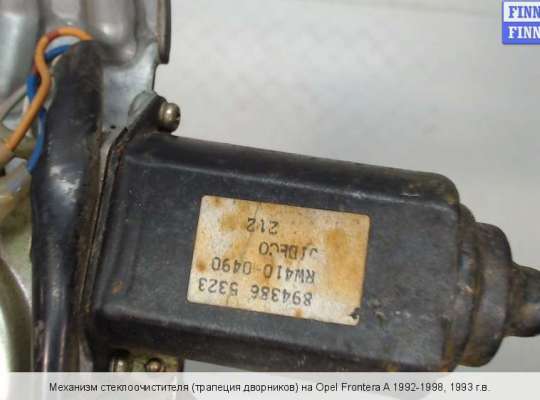 FINN
FINN
894386 5323
RW410-0490
JIDECO
212
Механизм стеклоочистителя (трапеция дворников) на Opel Frontera A 1992-1998, 1993 г.в.